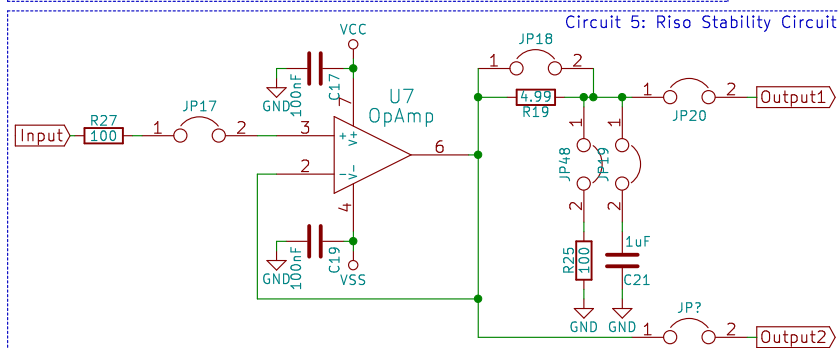 Circuit 5: Riso Stability Circuit
VCC
JP18
1 2
100nF
C17
GND
7
U7
OpAmp
4.99
R19
1 2
JP20
Output1
JP17
R27
Input
100
1 2
3
+
V+
6
2
-
V-
1
1
JP48
JP19
2
2
4
100nF
C19
GND
VSS
R25
100
1uF
C21
GND
GND
JP?
1 2
Output2